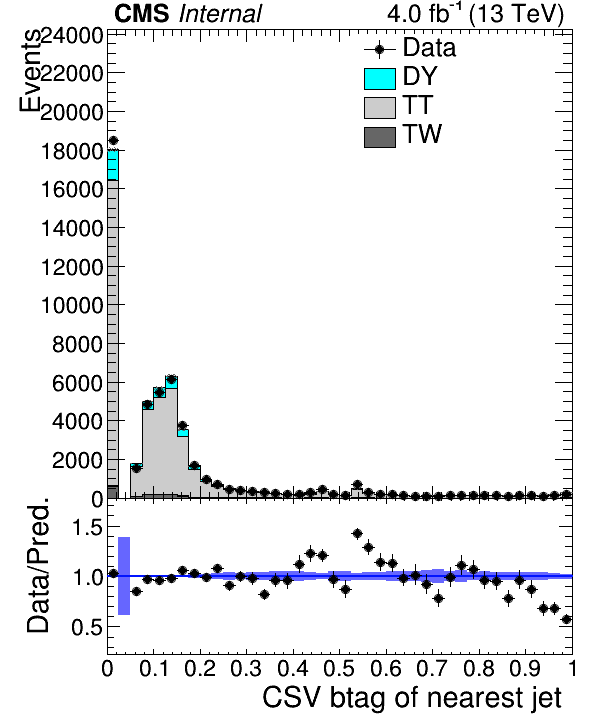 CMS Internal 4.0 fb-1 (13 TeV)
Events
24000
22000
20000
18000
16000
14000
12000
10000
8000
6000
4000
2000
0
Data
DY
TT
TW
Data/Pred.
1.5
1.0
0.5
0 0.1 0.2 0.3 0.4 0.5 0.6 0.7 0.8 0.9 1
CSV btag of nearest jet